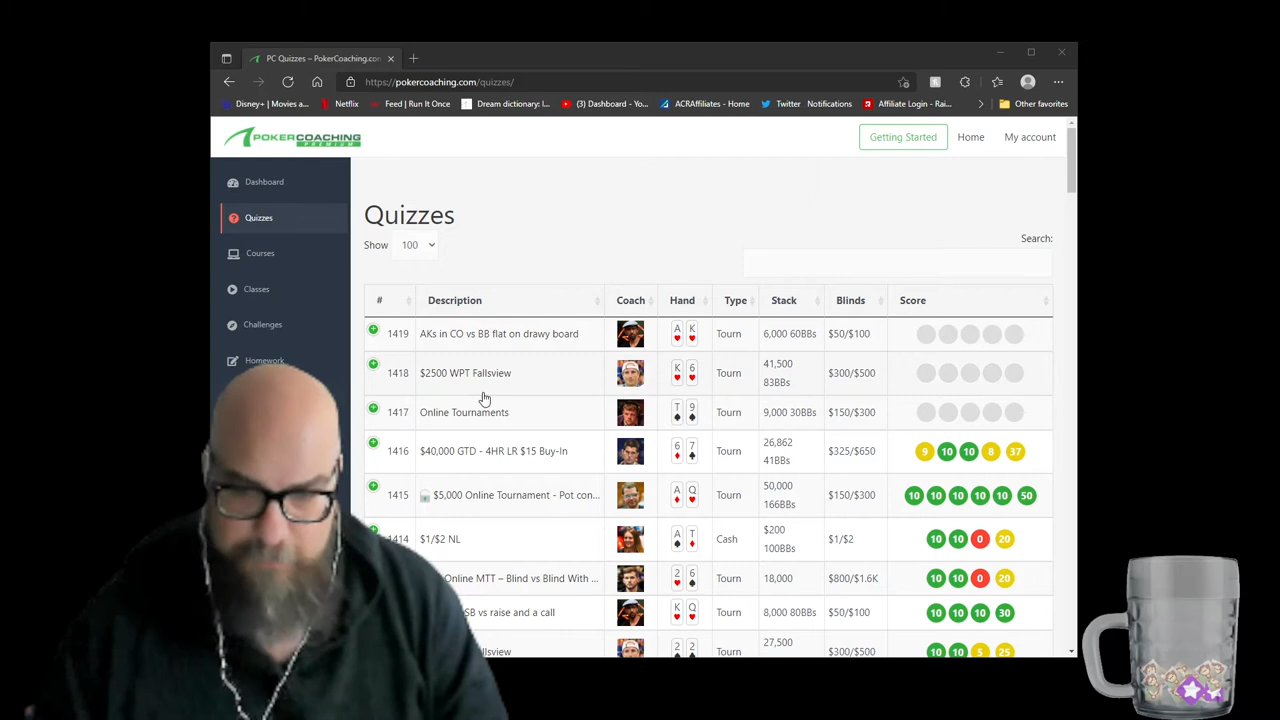 PC Quizzes – PokerCoaching.co...
https://pokercoaching.com/quizzes/
Disney+ | Movies a... Netflix Feed | Run It Once Dream dictionary: I... (3) Dashboard - Yo... ACRAffiliates - Home Twitter Notifications Affiliate Login - Rai... Other favorites
POKERCOACHING
PREMIUM
Getting Started Home My account
Dashboard
Quizzes
Courses
Classes
Challenges
Homework
Quizzes
Show 100
Search:
# Description Coach Hand Type Stack Blinds Score
1419 AKs in CO vs BB flat on drawy board A K Tourn 6,000 60BBs $50/$100
1418 $2500 WPT Fallsview K 6 Tourn 41,500 83BBs $300/$500
1417 Online Tournaments T 9 Tourn 9,000 30BBs $150/$300
1416 $40,000 GTD - 4HR LR $15 Buy-In 6 7 Tourn 26,862 41BBs $325/$650 9 10 10 8 37
1415 $5,000 Online Tournament - Pot con... A Q Tourn 50,000 166BBs $150/$300 10 10 10 10 10 50
1414 $1/$2 NL A T Cash $200 100BBs $1/$2 10 10 0 20
Online MTT – Blind vs Blind With ... 2 6 Tourn 18,000 $800/$1.6K 10 10 0 20
SB vs raise and a call K Q Tourn 8,000 80BBs $50/$100 10 10 10 30
2 2 Tourn 27,500 $300/$500 10 10 5 25